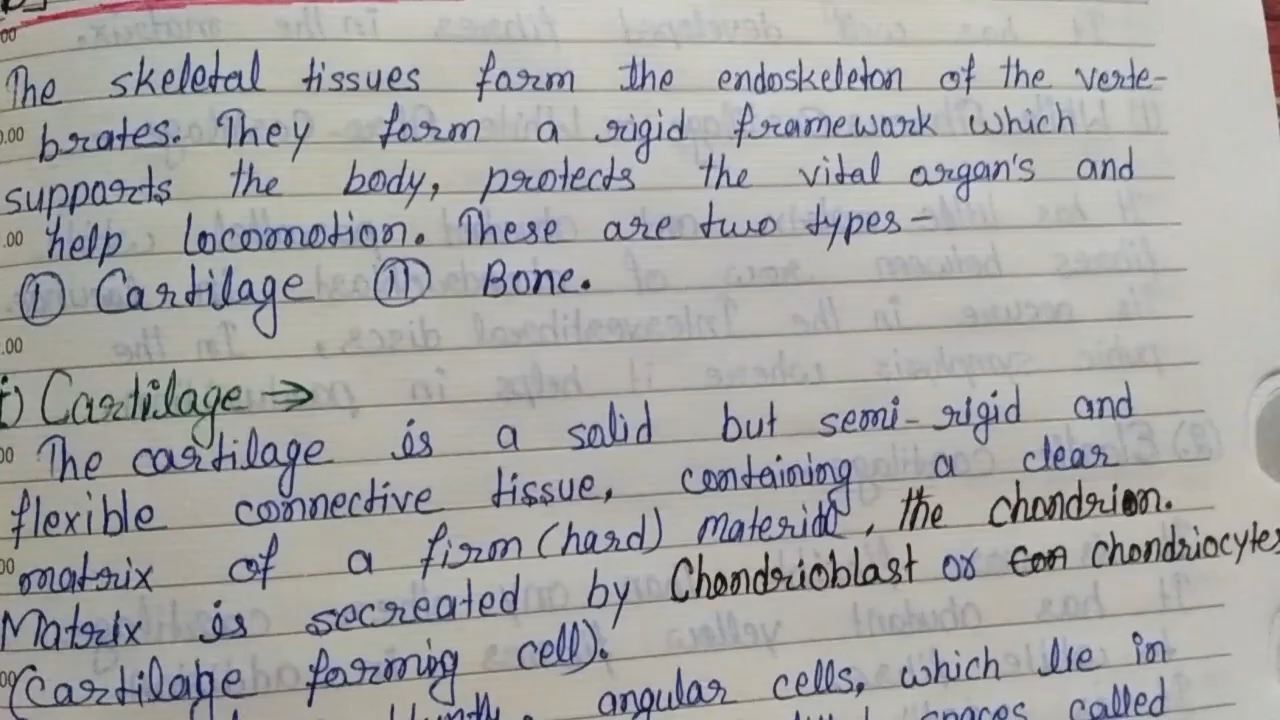 The skeletal tissues form the endoskeleton of the verte-
brates. They form a rigid framework which
supports the body, protects the vital organ's and
help locomotion. These are two types-
(I) Cartilage (II) Bone.
Cartilage ⇒
The cartilage is a solid but semi-rigid and
flexible connective tissue, containing a clear
matrix of a firm (hard) material, the chondrion.
Matrix is secreated by Chondrioblast or chondriocytes
(Cartilage forming cell).
angular cells, which lie in
spaces called